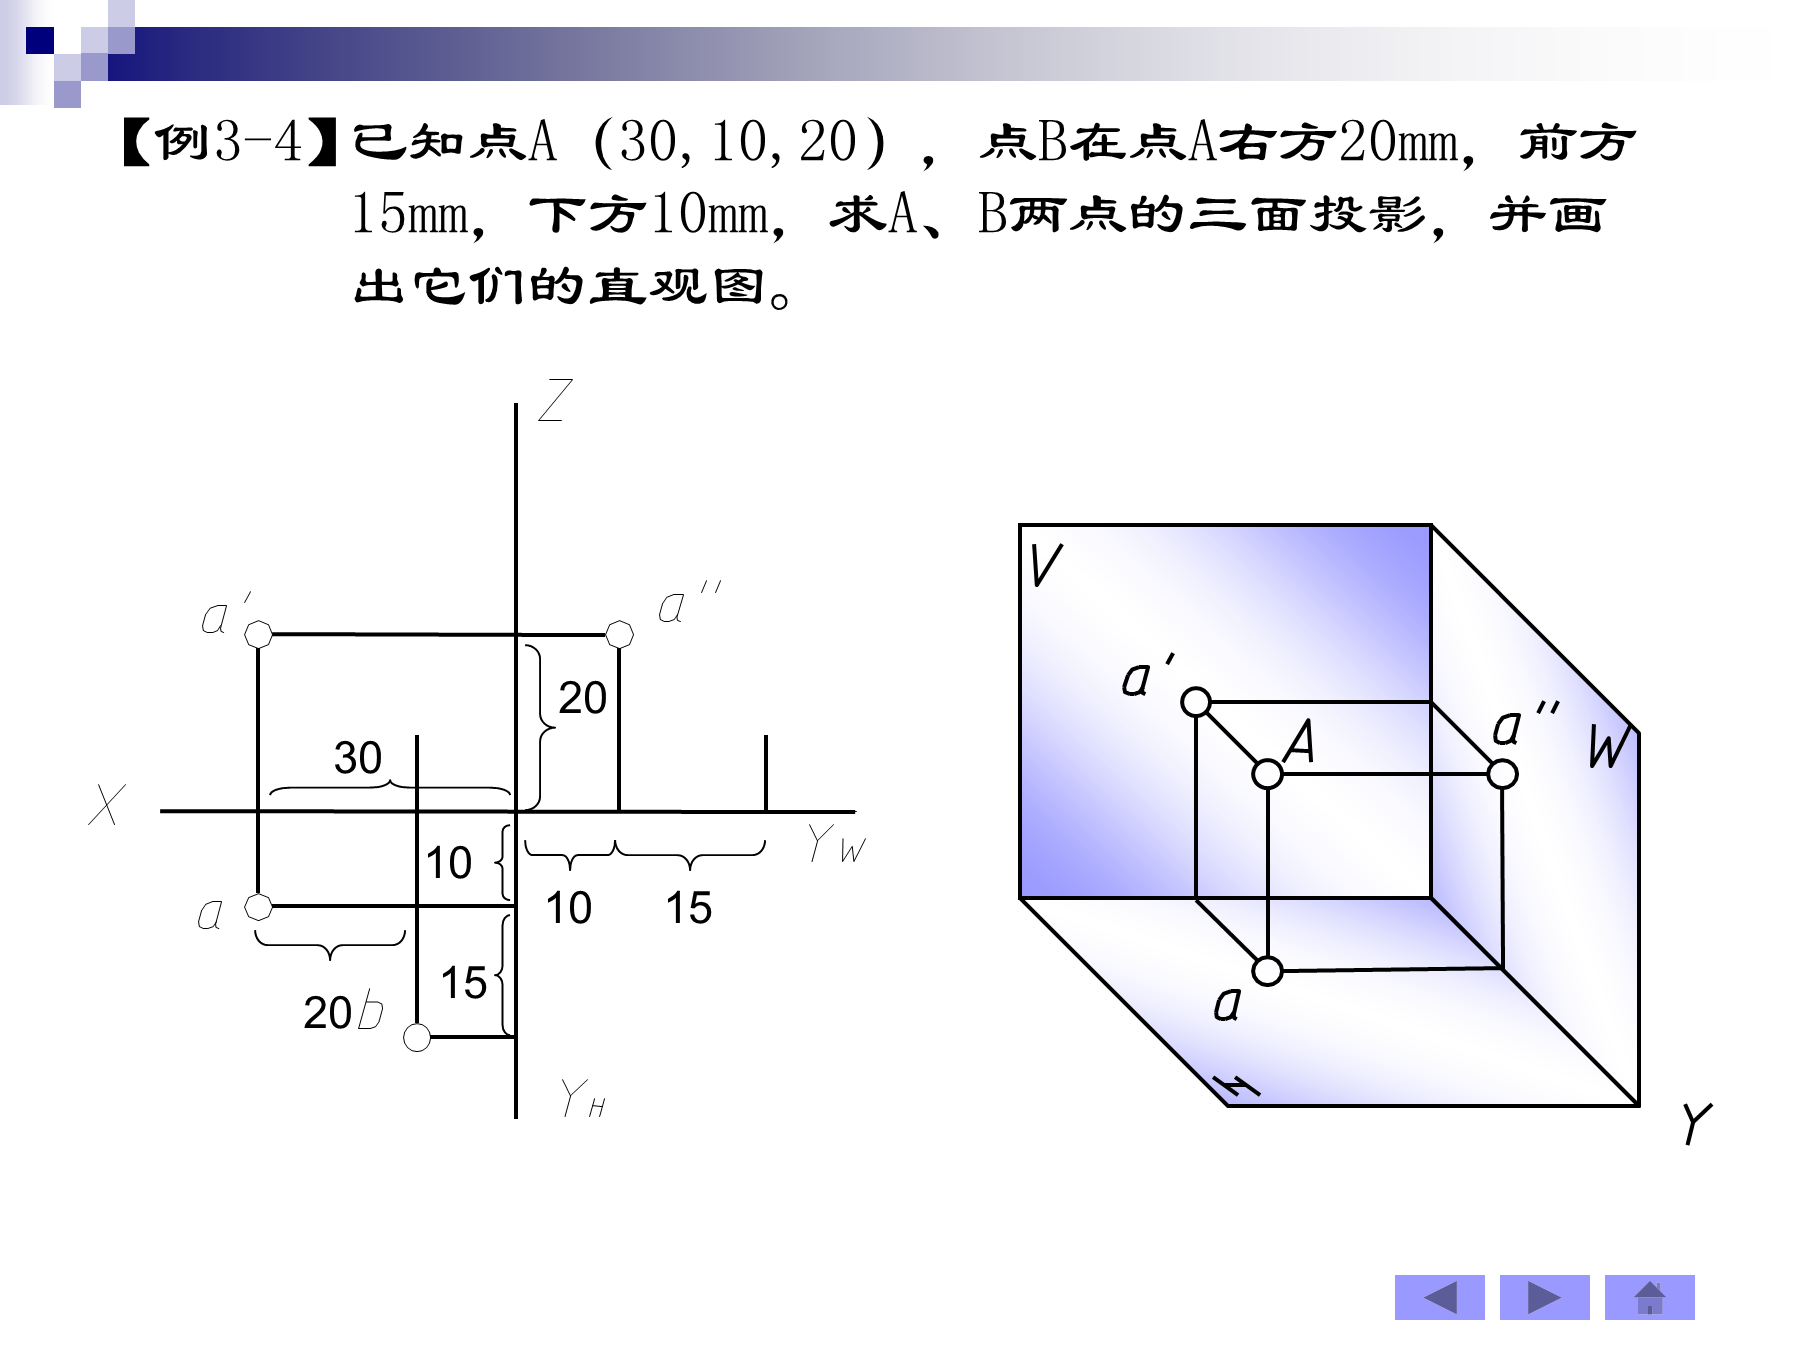 【例3-4】已知点A（30,10,20），点B在点A右方20mm，前方
15mm，下方10mm，求A、B两点的三面投影，并画
出它们的直观图。
Z
a′
a″
20
30
X
Y W
10
10
15
a
15
20
b
Y H
V
a′
A
a″
W
a
H
Y